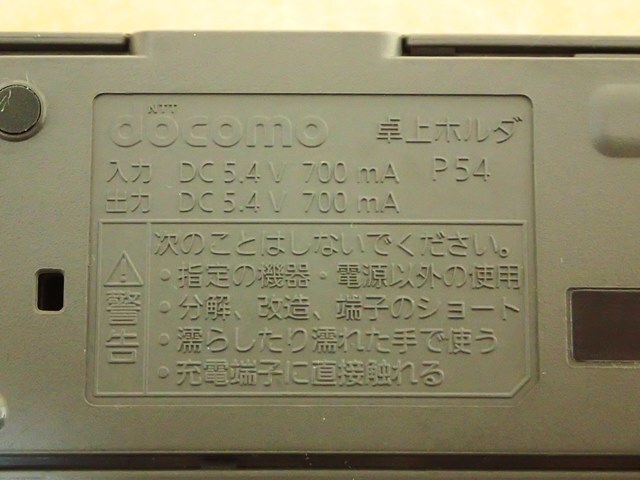 NTT
docomo 卓上ホルダ
入力 DC 5.4 V 700 mA P54
出力 DC 5.4 V 700 mA
警告
次のことはしないでください。
・指定の機器・電源以外の使用
・分解、改造、端子のショート
・濡らしたり濡れた手で使う
・充電端子に直接触れる